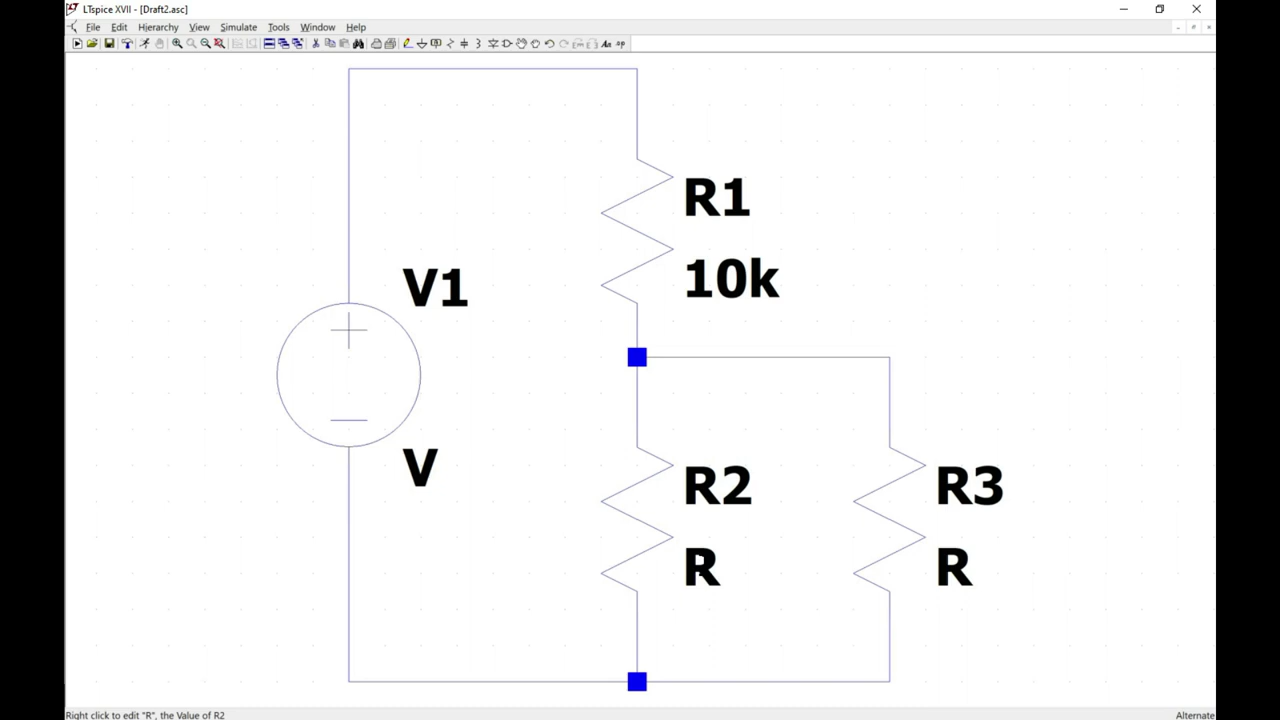 LTspice XVII - [Draft2.asc]
File Edit Hierarchy View Simulate Tools Window Help
R1
10k
V1
V
R2
R
R3
R
Right click to edit "R", the Value of R2
Alternate